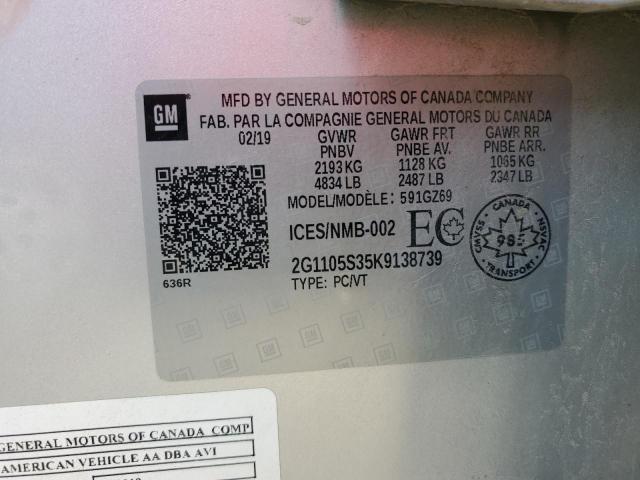 GM
MFD BY GENERAL MOTORS OF CANADA COMPANY
FAB. PAR LA COMPAGNIE GENERAL MOTORS DU CANADA
02/19 GVWR GAWR FRT GAWR RR
PNBV PNBE AV. PNBE ARR.
2193 KG 1128 KG 1065 KG
4834 LB 2487 LB 2347 LB
MODEL/MODÈLE: 591GZ69
ICES/NMB-002 EC
CANADA
CMVSS 985 NSVAC
TRANSPORT
2G1105S35K9138739
TYPE: PC/VT
636R
GENERAL MOTORS OF CANADA COMP
AMERICAN VEHICLE AA DBA AVI